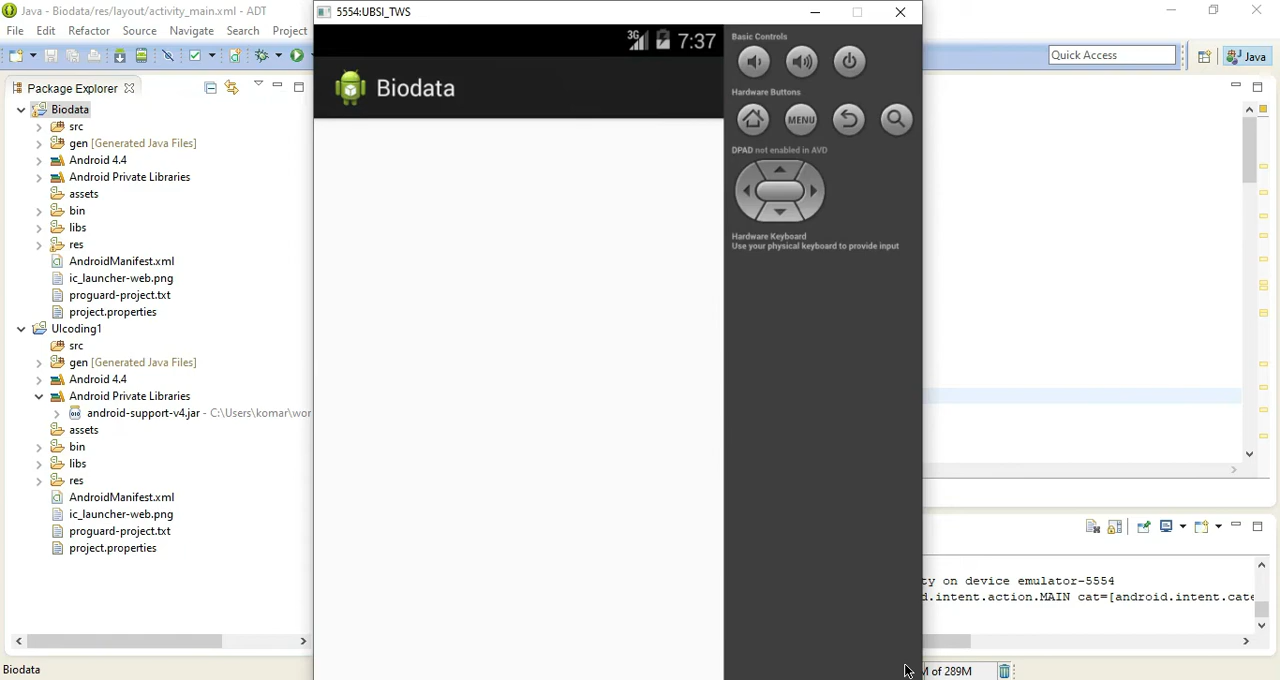 Java - Biodata/res/layout/activity_main.xml - ADT
File Edit Refactor Source Navigate Search Project
Package Explorer
Biodata
src
gen [Generated Java Files]
Android 4.4
Android Private Libraries
assets
bin
libs
res
AndroidManifest.xml
ic_launcher-web.png
proguard-project.txt
project.properties
UIcoding1
src
gen [Generated Java Files]
Android 4.4
Android Private Libraries
android-support-v4.jar - C:\Users\komar\wor
assets
bin
libs
res
AndroidManifest.xml
ic_launcher-web.png
proguard-project.txt
project.properties
Biodata
5554:UBSI_TWS
3G 7:37
Biodata
Basic Controls
Hardware Buttons
MENU
DPAD not enabled in AVD
Hardware Keyboard
Use your physical keyboard to provide input
Quick Access
Java
ty on device emulator-5554
d.intent.action.MAIN cat=[android.intent.cate
M of 289M